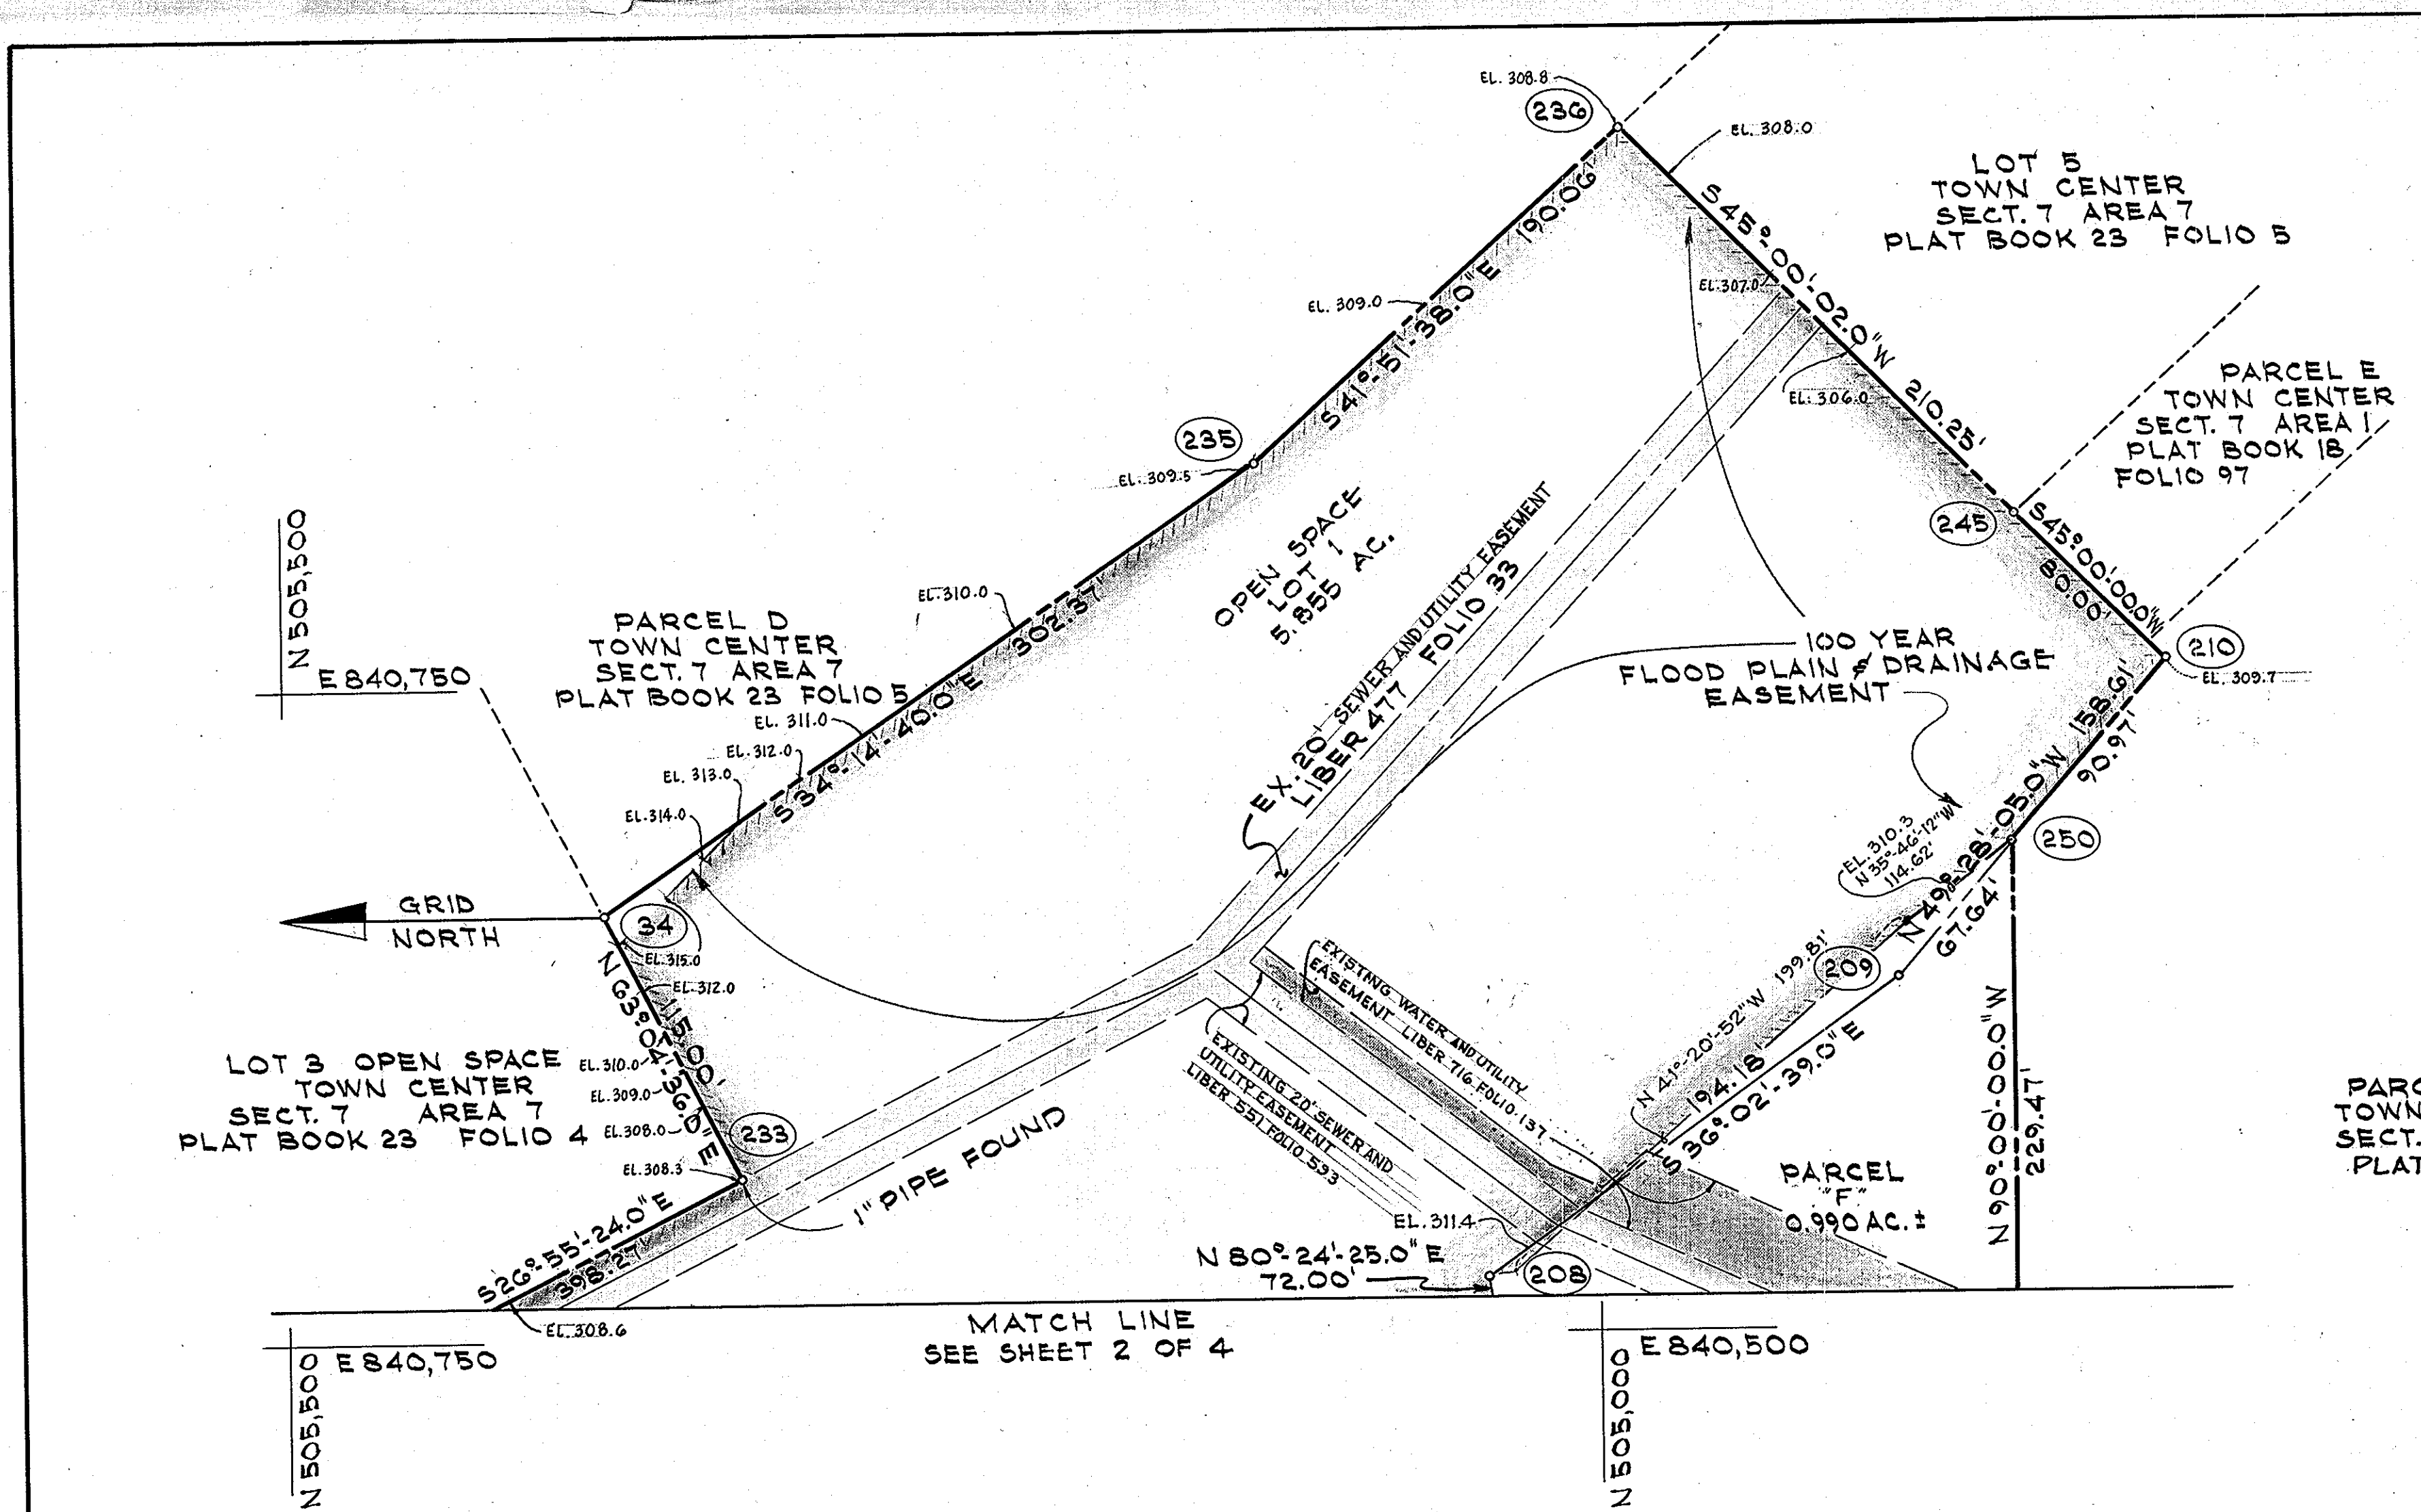 EL. 308.8
236
EL. 308.0
LOT 5
TOWN CENTER
SECT. 7 AREA 7
PLAT BOOK 23 FOLIO 5
S 45°-00'-02.0" W 210.25'
190.06'
S 41°-51'-38.0" E
EL. 307.0
EL. 309.0
EL. 306.0
PARCEL E
TOWN CENTER
SECT. 7 AREA 1
PLAT BOOK 18
FOLIO 97
235
EL. 309.5
245
S 45°-00'-00.0" W
80.00'
OPEN SPACE
LOT 1
5.855 AC.
EX. 20' SEWER AND UTILITY EASEMENT
LIBER 477 FOLIO 33
N 505,500
E 840,750
EL. 310.0
302.37'
S 34°-14'-40.0" E
PARCEL D
TOWN CENTER
SECT. 7 AREA 7
PLAT BOOK 23 FOLIO 5
EL. 311.0
EL. 312.0
EL. 313.0
EL. 314.0
100 YEAR
FLOOD PLAIN & DRAINAGE
EASEMENT
210
EL. 309.7
N 49°-28'-05.0" W 158.61'
90.97'
67.64'
250
EL. 310.3
N 35°-46'-12" W
114.62'
GRID
NORTH
34
EL. 315.0
EL. 312.0
N 63°-04'-36.0" E
115.00'
EL. 310.0
EL. 309.0
EL. 308.0
EL. 308.3
233
LOT 3 OPEN SPACE
TOWN CENTER
SECT. 7 AREA 7
PLAT BOOK 23 FOLIO 4
1" PIPE FOUND
S 26°-55'-24.0" E
398.27'
EL. 308.6
EXISTING WATER AND UTILITY
EASEMENT LIBER 716 FOLIO 137
EXISTING 20' SEWER AND
UTILITY EASEMENT
LIBER 551 FOLIO 593
209
N 41°-20'-52" W 199.81'
194.18'
S 36°-02'-39.0" E
N 90°-00'-00.0" W
229.47'
PARCEL
"F"
0.990 AC. ±
EL. 311.4
N 80°-24'-25.0" E
72.00'
208
PARC
TOWN
SECT.
PLAT
MATCH LINE
SEE SHEET 2 OF 4
E 840,750
N 505,500
E 840,500
N 505,000